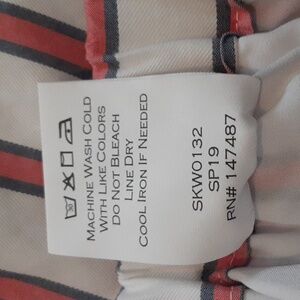 MACHINE WASH COLD
WITH LIKE COLORS
DO NOT BLEACH
LINE DRY
COOL IRON IF NEEDED
SKW0132
SP19
RN# 147487